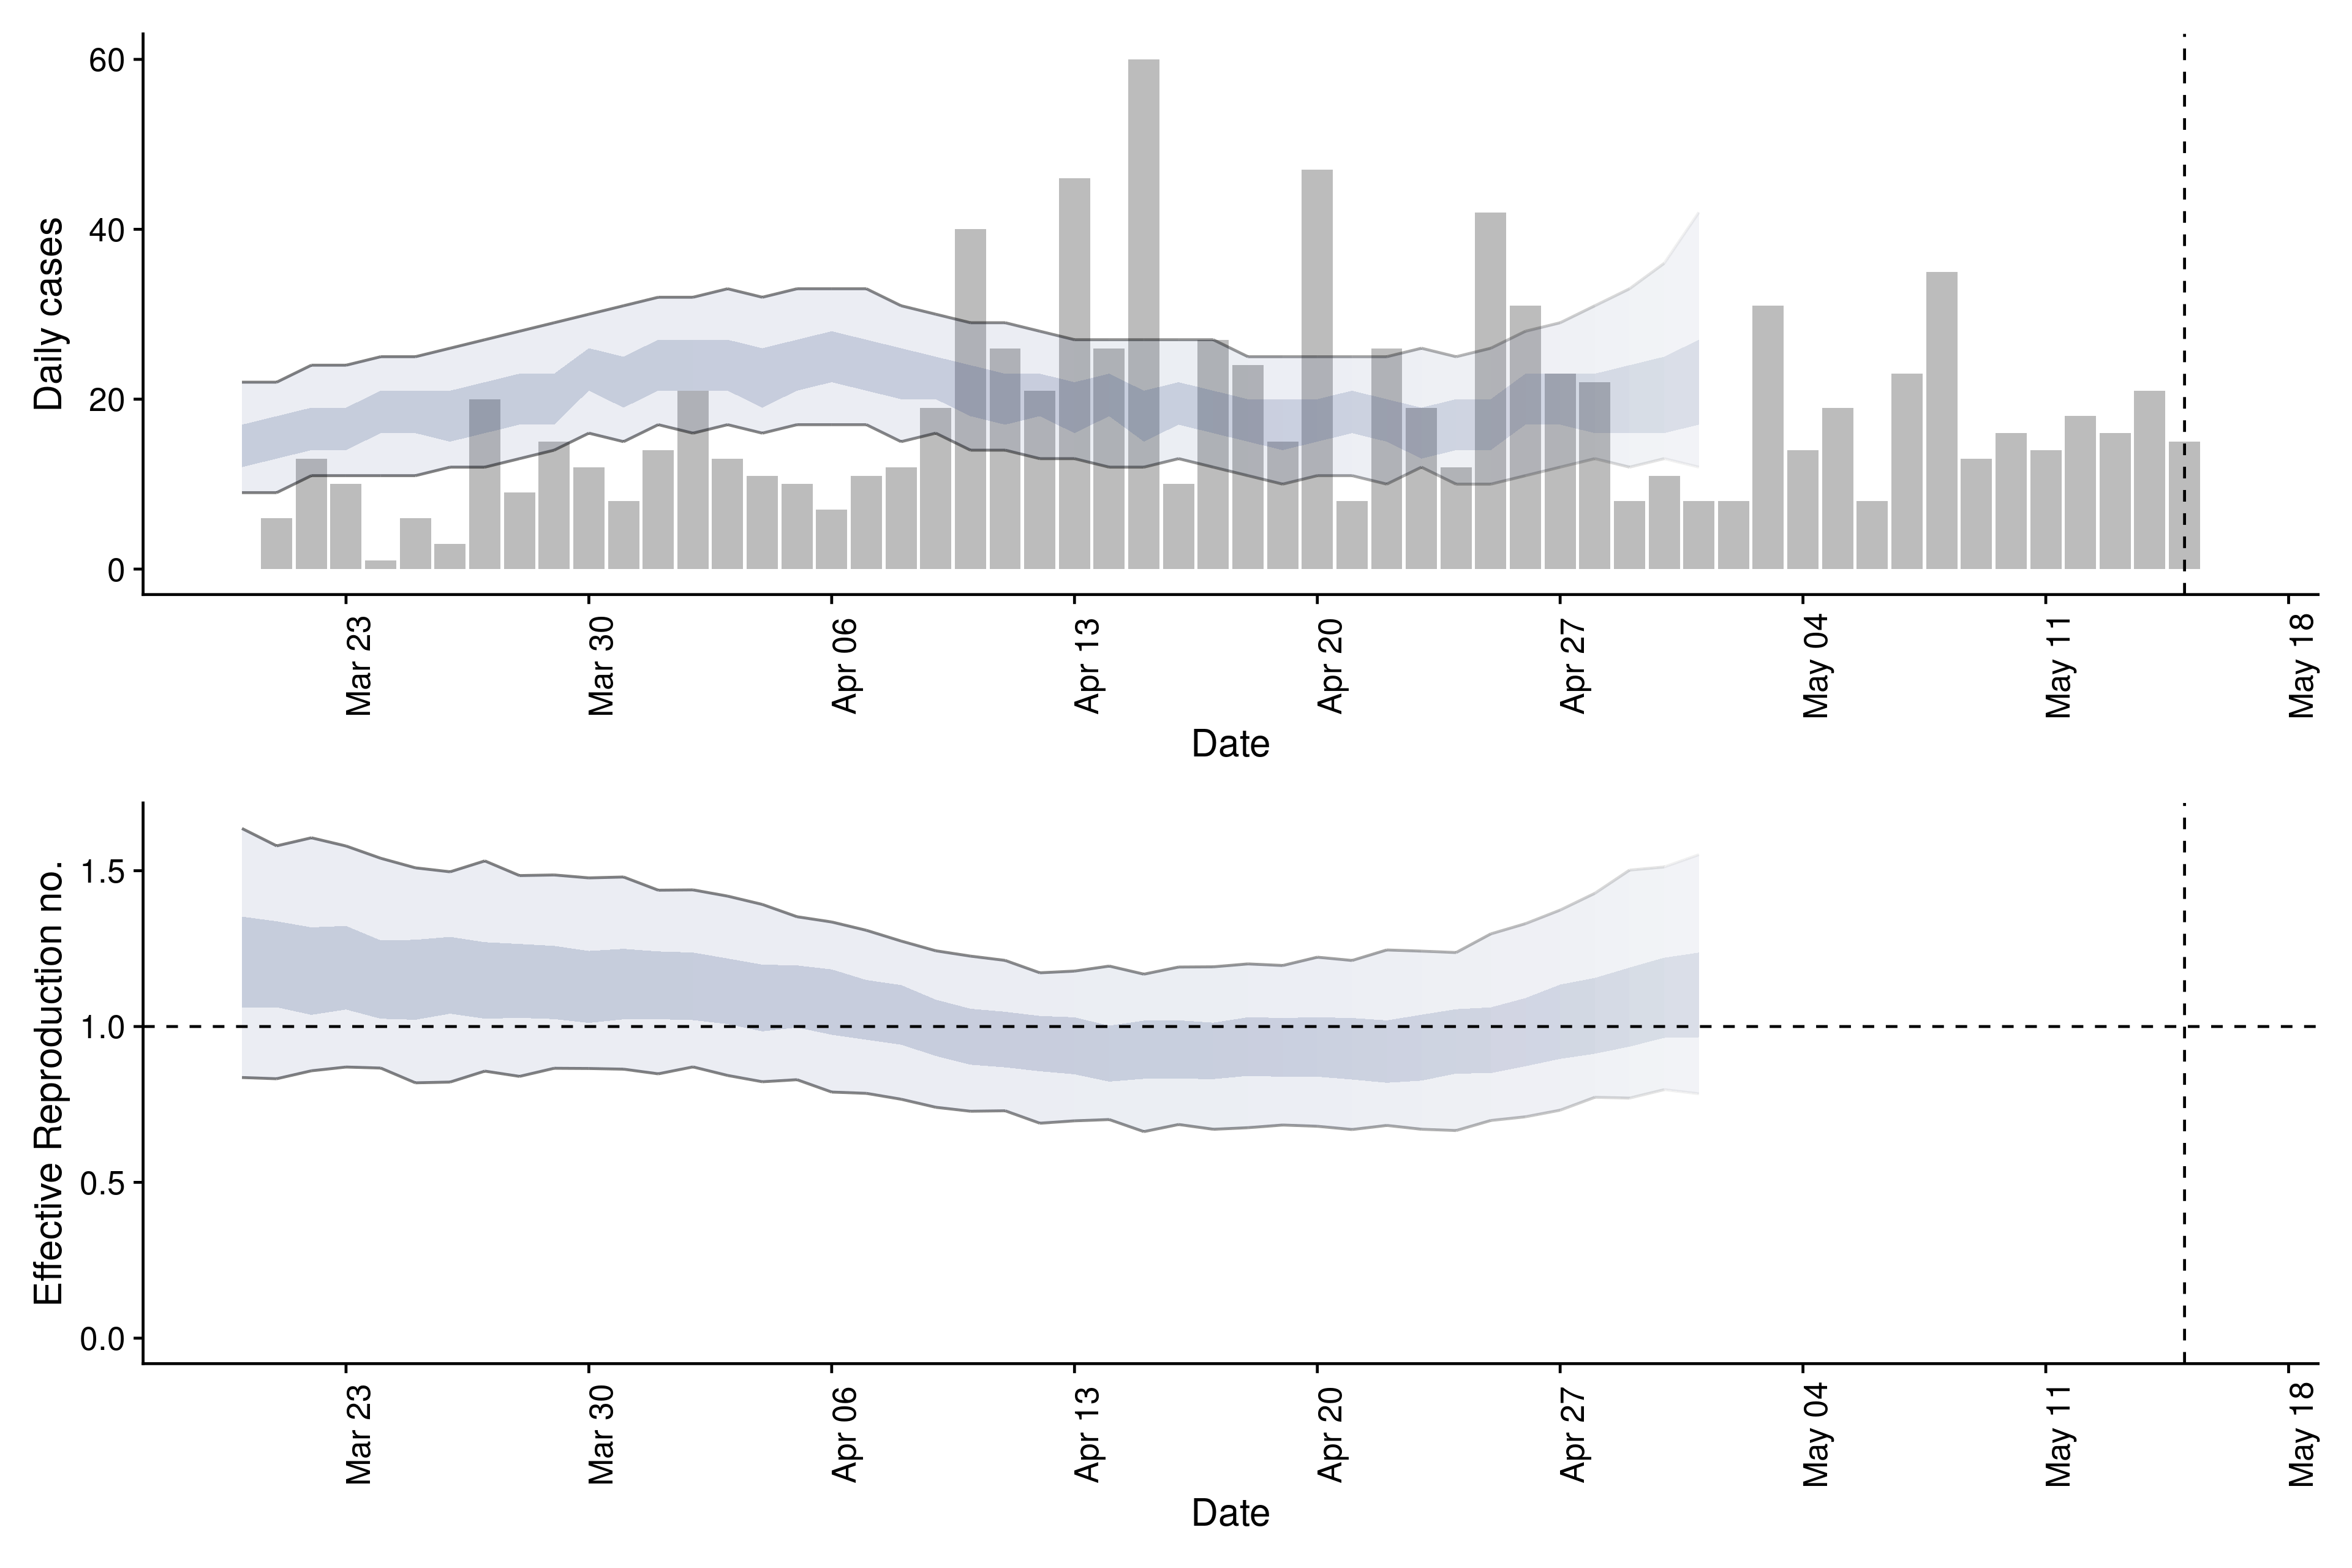 Daily cases
60
40
20
0
Mar 23
Mar 30
Apr 06
Apr 13
Apr 20
Apr 27
May 04
May 11
May 18
Date
Effective Reproduction no.
1.5
1.0
0.5
0.0
Mar 23
Mar 30
Apr 06
Apr 13
Apr 20
Apr 27
May 04
May 11
May 18
Date